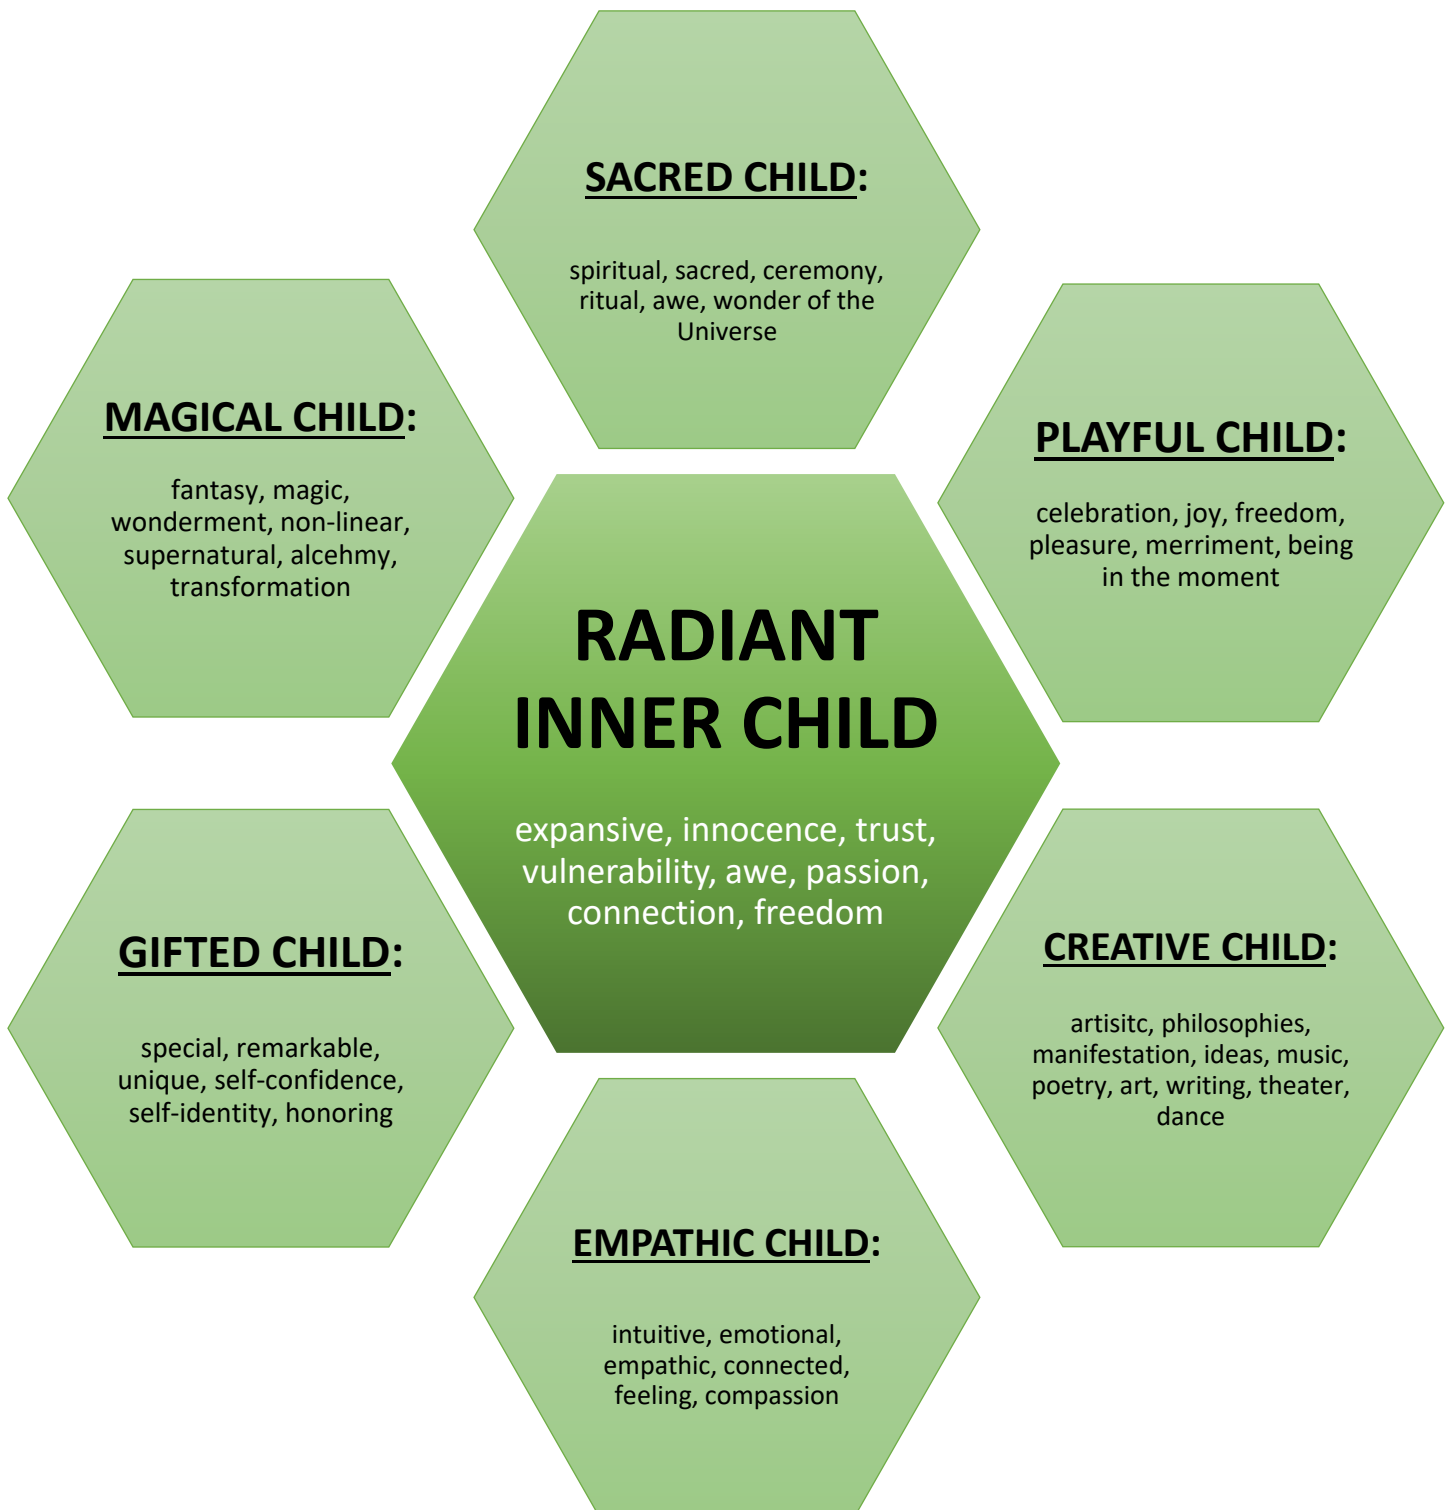 SACRED CHILD:
spiritual, sacred, ceremony,
ritual, awe, wonder of the
Universe
MAGICAL CHILD:
fantasy, magic,
wonderment, non-linear,
supernatural, alcehmy,
transformation
PLAYFUL CHILD:
celebration, joy, freedom,
pleasure, merriment, being
in the moment
RADIANT
INNER CHILD
expansive, innocence, trust,
vulnerability, awe, passion,
connection, freedom
GIFTED CHILD:
special, remarkable,
unique, self-confidence,
self-identity, honoring
CREATIVE CHILD:
artisitc, philosophies,
manifestation, ideas, music,
poetry, art, writing, theater,
dance
EMPATHIC CHILD:
intuitive, emotional,
empathic, connected,
feeling, compassion